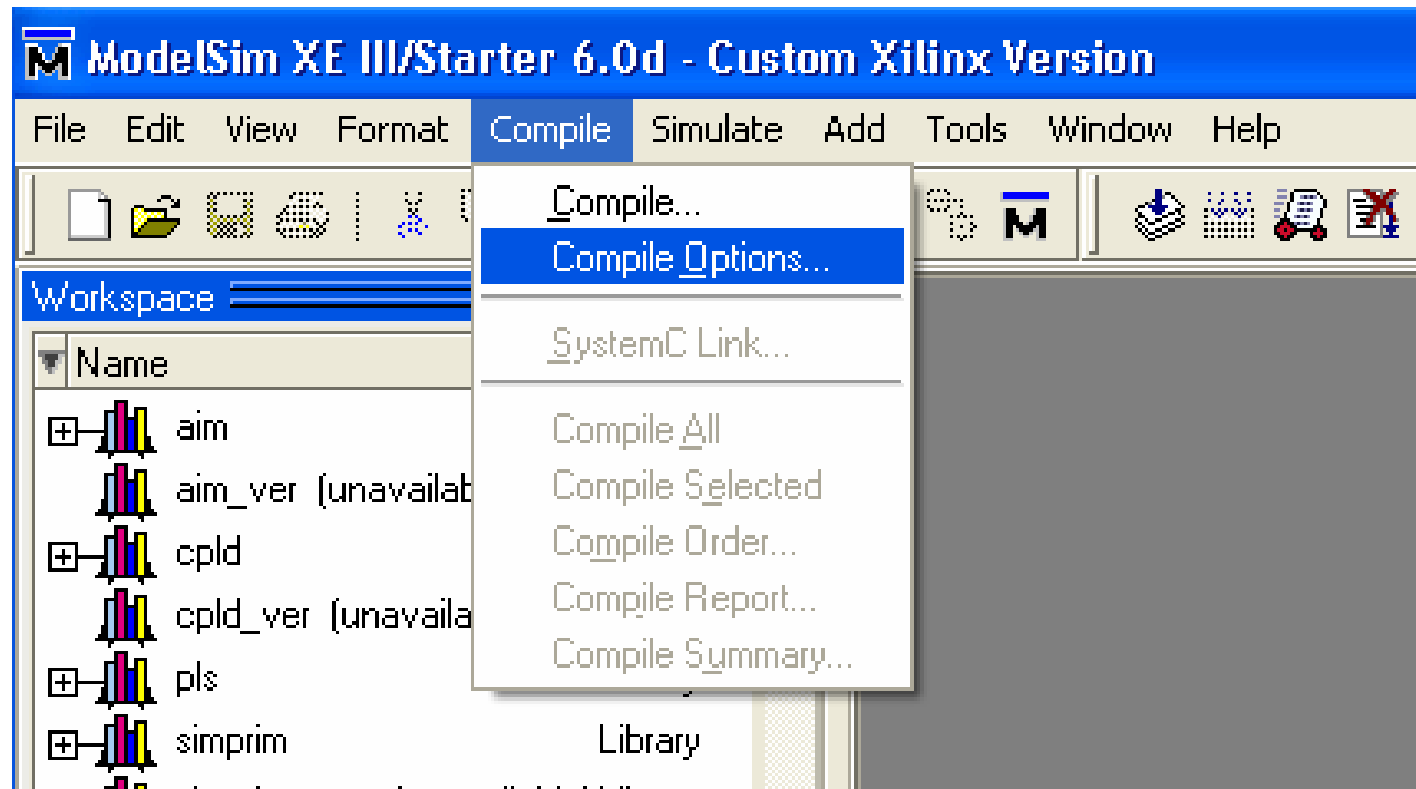 ModelSim XE III/Starter 6.0d - Custom Xilinx Version
File Edit View Format Compile Simulate Add Tools Window Help
Compile...
Compile Options...
SystemC Link...
Compile All
Compile Selected
Compile Order...
Compile Report...
Compile Summary...
Workspace
Name
aim
aim_ver (unavailab
cpld
cpld_ver (unavaila
pls
simprim Library